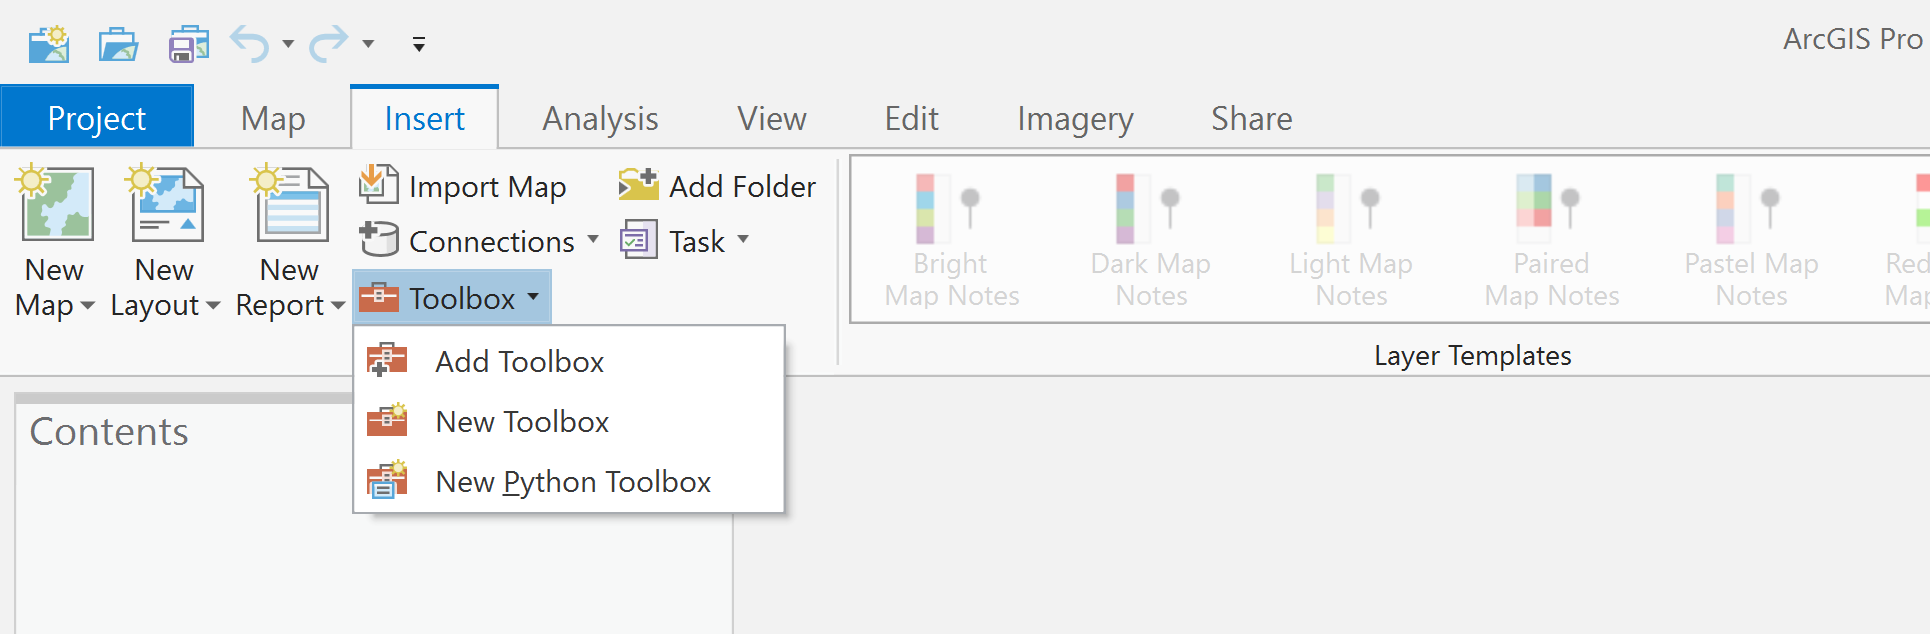 ArcGIS Pro
Project Map Insert Analysis View Edit Imagery Share
New Map
New Layout
New Report
Import Map
Connections
Toolbox
Add Folder
Task
Add Toolbox
New Toolbox
New Python Toolbox
Bright
Map Notes
Dark Map
Notes
Light Map
Notes
Paired
Map Notes
Pastel Map
Notes
Layer Templates
Contents